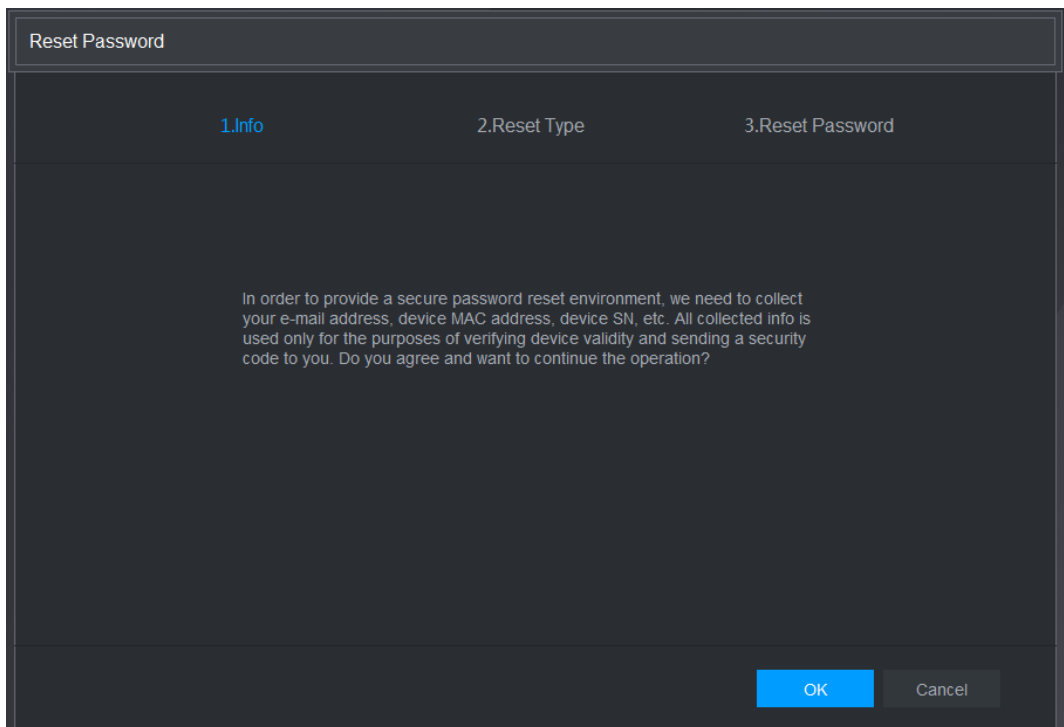 Reset Password
1.Info 2.Reset Type 3.Reset Password
In order to provide a secure password reset environment, we need to collect
your e-mail address, device MAC address, device SN, etc. All collected info is
used only for the purposes of verifying device validity and sending a security
code to you. Do you agree and want to continue the operation?
OK Cancel